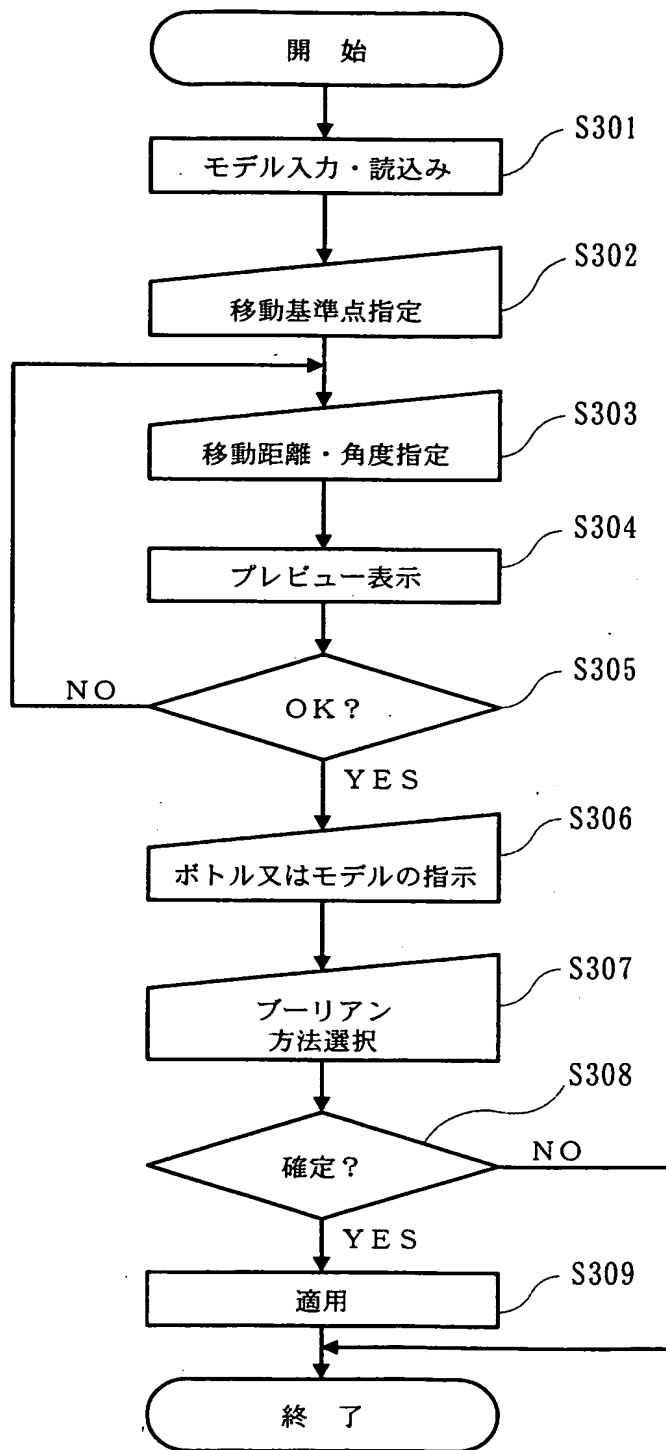 開 始
S301
モデル入力・読込み
S302
移動基準点指定
S303
移動距離・角度指定
S304
プレビュー表示
S305
NO
OK?
YES
S306
ボトル又はモデルの指示
S307
ブーリアン
方法選択
S308
確定?
NO
YES
S309
適用
終 了